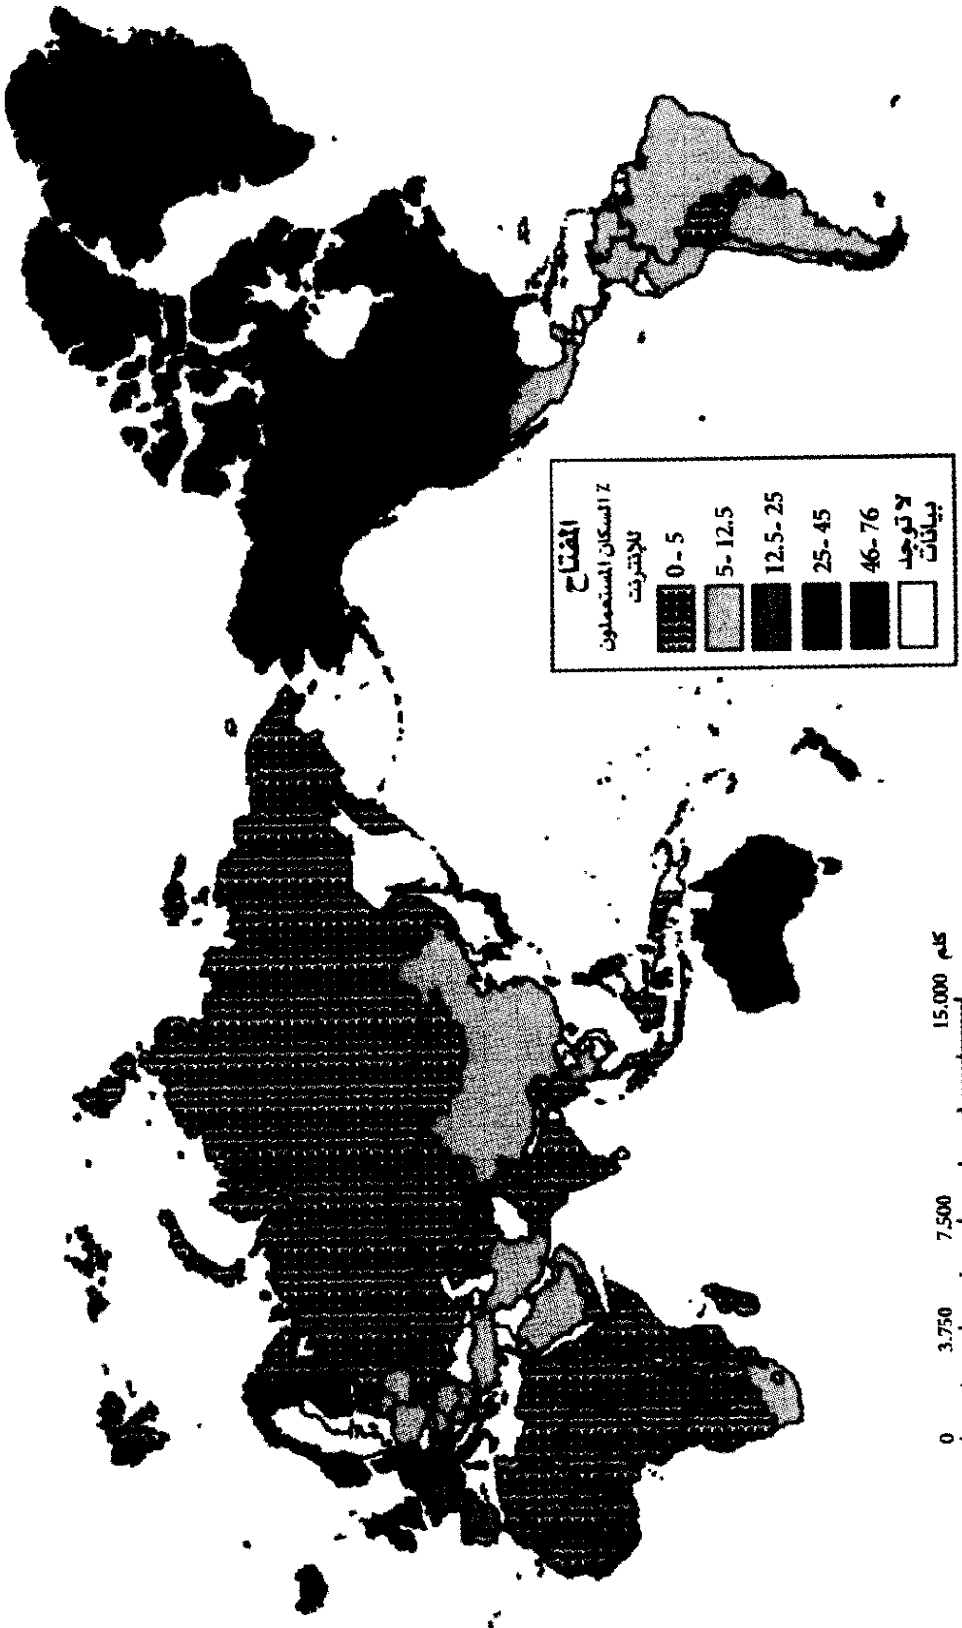 المفتاح
% السكان المستعملون
للإنترنت
0 - 5
5 - 12.5
12.5 - 25
25 - 45
46 - 76
لا توجد
بيانات
0 3.750 7.500 15.000 كلم